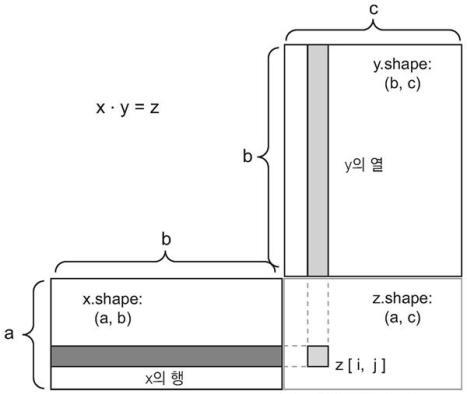 c
y.shape:
(b, c)
x · y = z
b
y의 열
b
x.shape:
(a, b)
z.shape:
(a, c)
a
z [ i, j ]
x의 행